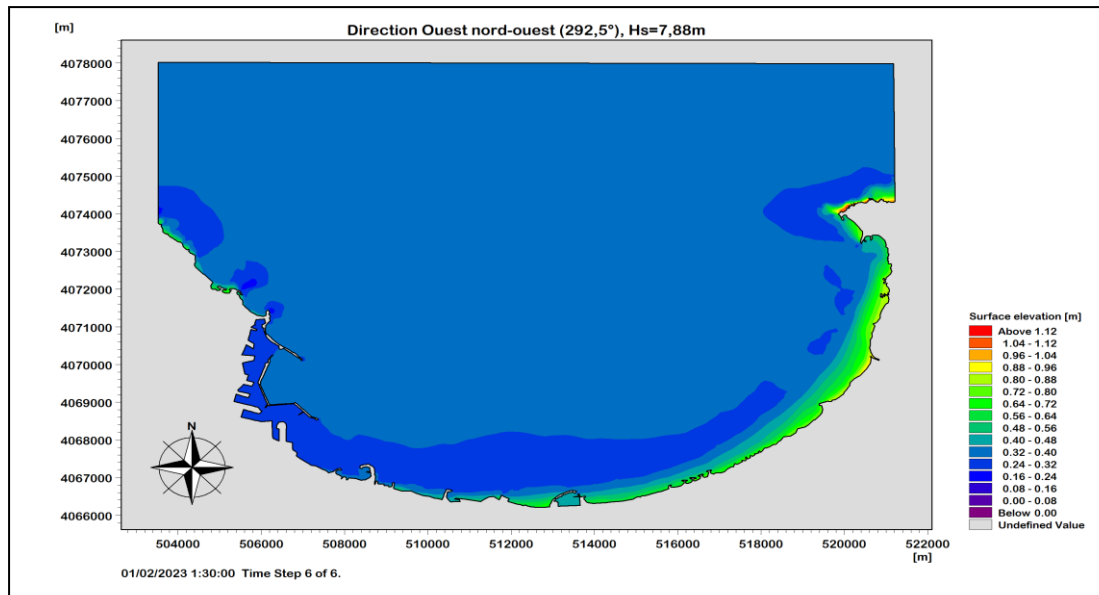 [m]
Direction Ouest nord-ouest (292,5°), Hs=7,88m
4078000
4077000
4076000
4075000
4074000
4073000
4072000
4071000
4070000
4069000
4068000
4067000
4066000
N
504000 506000 508000 510000 512000 514000 516000 518000 520000 522000
[m]
Surface elevation [m]
Above 1.12
1.04 - 1.12
0.96 - 1.04
0.88 - 0.96
0.80 - 0.88
0.72 - 0.80
0.64 - 0.72
0.56 - 0.64
0.48 - 0.56
0.40 - 0.48
0.32 - 0.40
0.24 - 0.32
0.16 - 0.24
0.08 - 0.16
0.00 - 0.08
Below 0.00
Undefined Value
01/02/2023 1:30:00 Time Step 6 of 6.